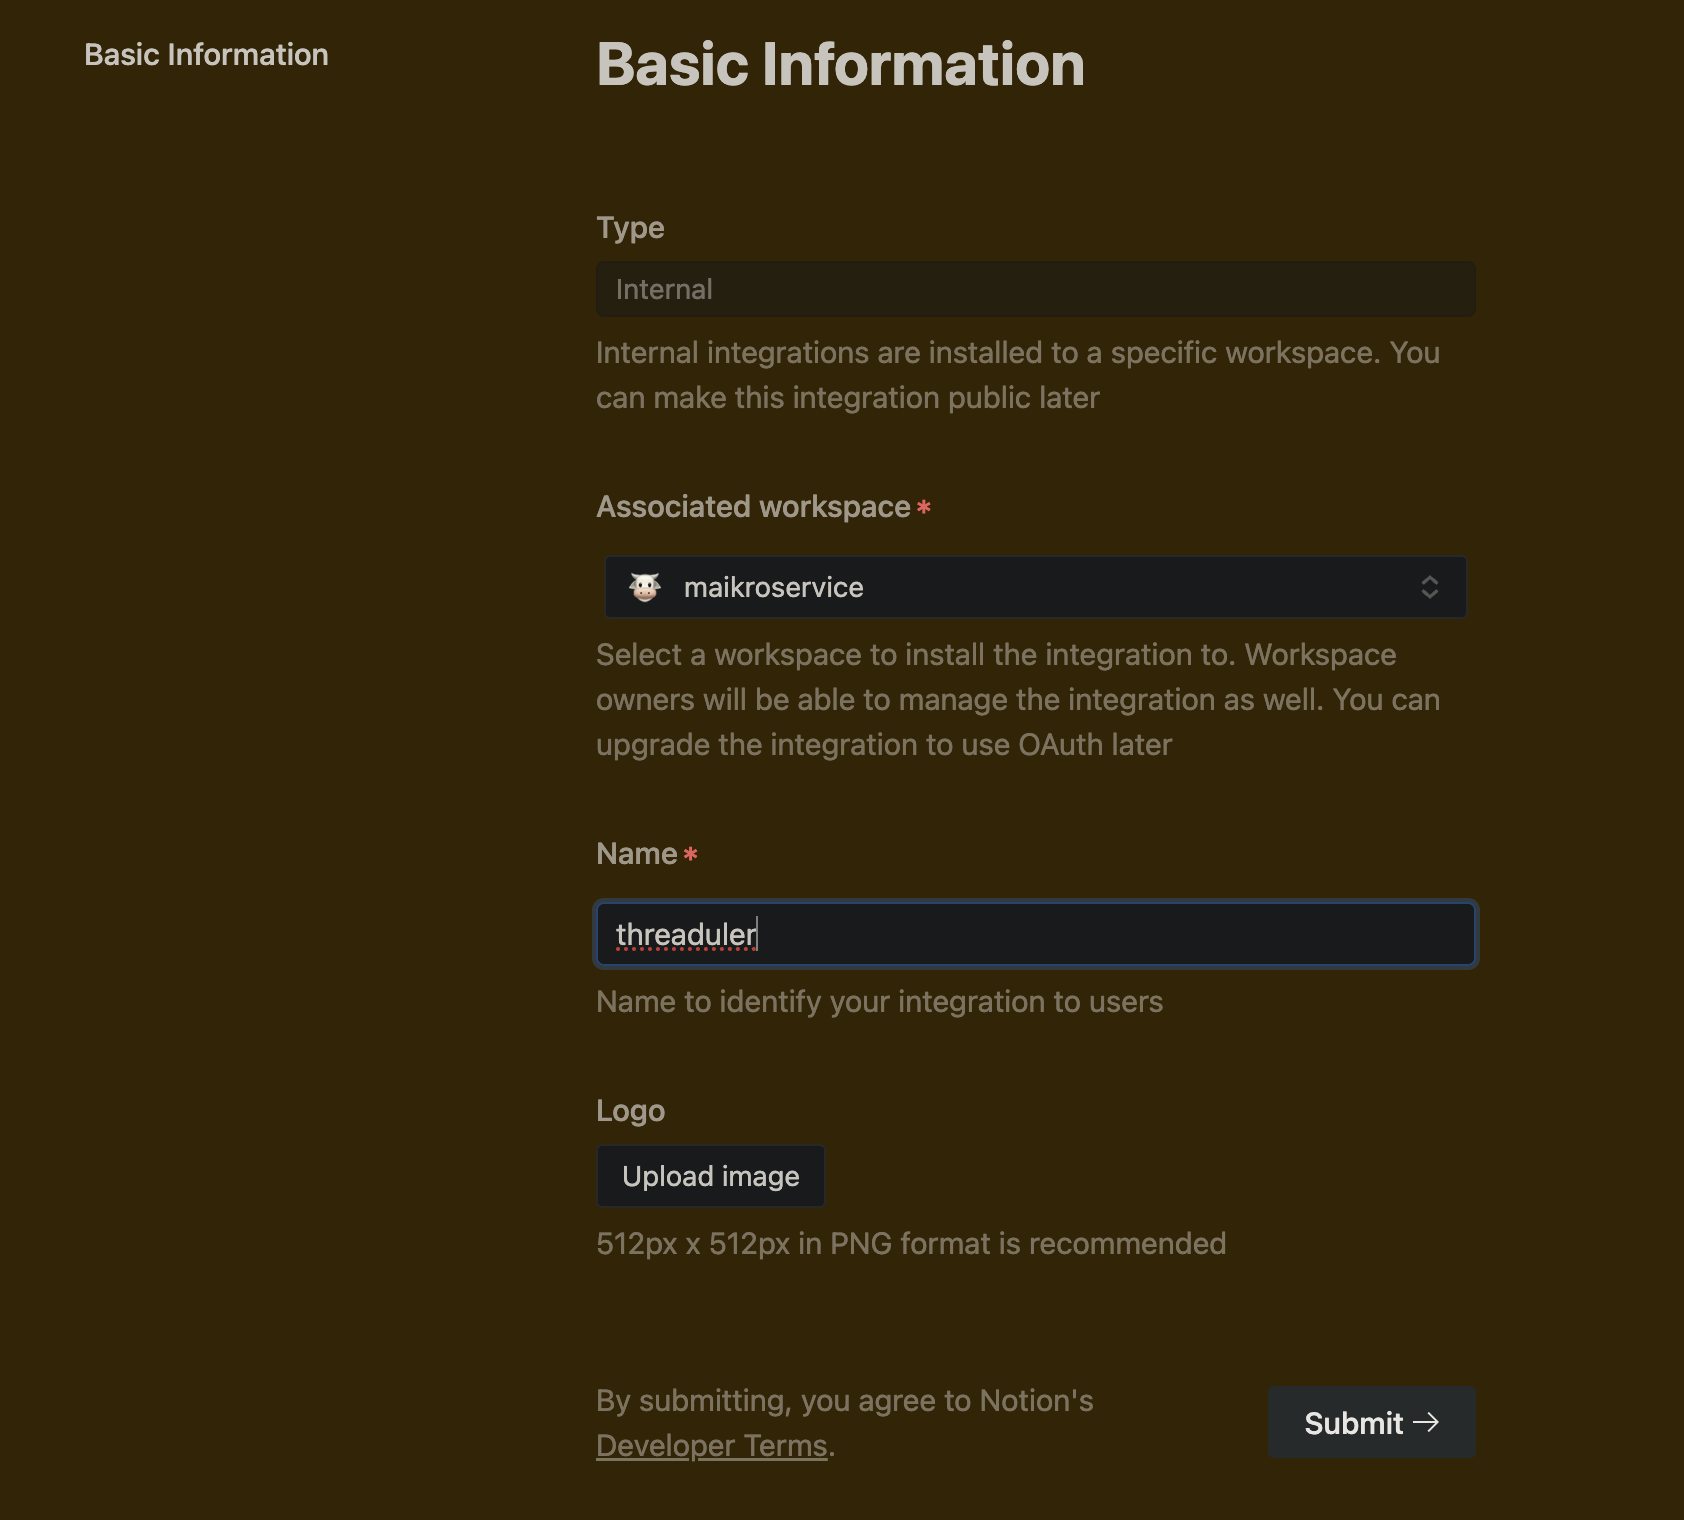 Basic Information
Basic Information
Type
Internal
Internal integrations are installed to a specific workspace. You
can make this integration public later
Associated workspace *
maikroservice
Select a workspace to install the integration to. Workspace
owners will be able to manage the integration as well. You can
upgrade the integration to use OAuth later
Name *
threaduler
Name to identify your integration to users
Logo
Upload image
512px x 512px in PNG format is recommended
By submitting, you agree to Notion's
Developer Terms.
Submit →